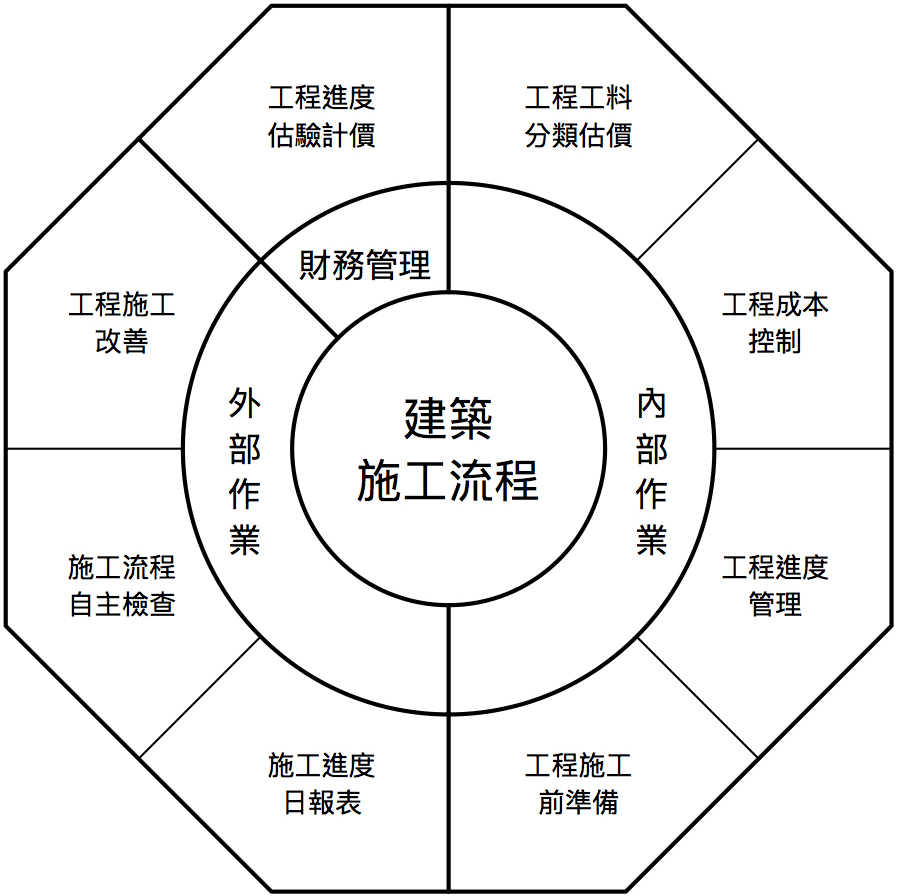 工程進度
估驗計價
工程工料
分類估價
財務管理
工程施工
改善
工程成本
控制
外部作業
建築
施工流程
內部作業
施工流程
自主檢查
工程進度
管理
施工進度
日報表
工程施工
前準備